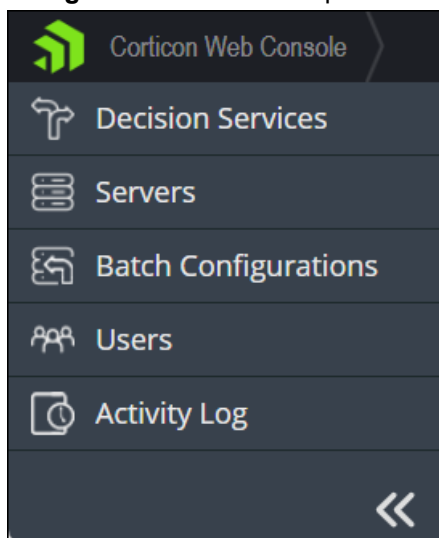 Corticon Web Console
Decision Services
Servers
Batch Configurations
Users
Activity Log